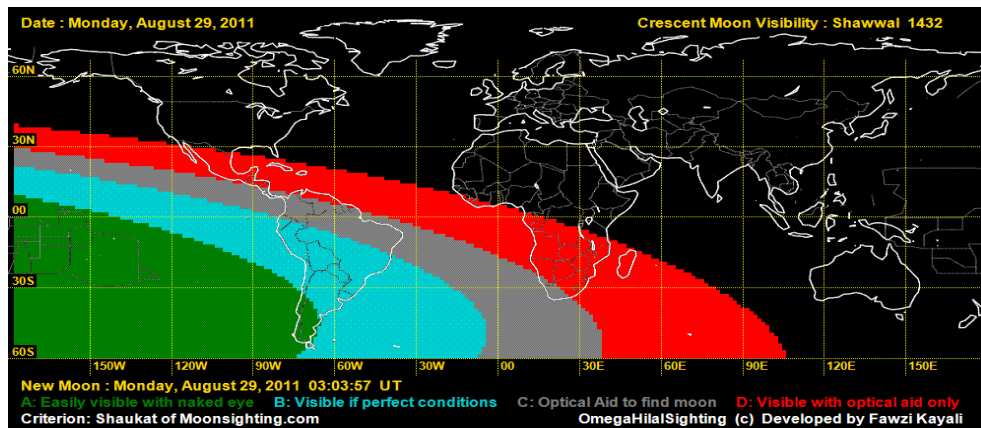 Date : Monday, August 29, 2011 Crescent Moon Visibility : Shawwal 1432
60N
30N
00
30S
60S
150W 120W 90W 60W 30W 00 30E 60E 90E 120E 150E
New Moon : Monday, August 29, 2011 03:03:57 UT
A: Easily visible with naked eye B: Visible if perfect conditions C: Optical Aid to find moon D: Visible with optical aid only
Criterion: Shaukat of Moonsighting.com OmegaHilalSighting (c) Developed by Fawzi Kayali